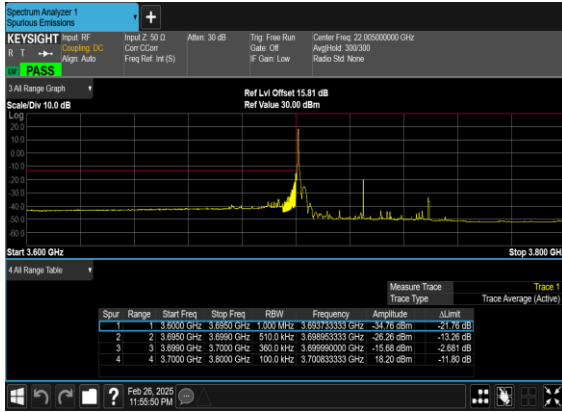 Spectrum Analyzer 1
Spurious Emissions
+
KEYSIGHT Input: RF Input Z: 50 Ω Atten: 30 dB Trig: Free Run Center Freq: 22.005000000 GHz
R T Coupling: DC Corr CCorr Gate: Off Avg|Hold: 300/300
Align: Auto Freq Ref: Int (S) IF Gain: Low Radio Std: None
PASS
3 All Range Graph
Ref Lvl Offset 15.81 dB
Scale/Div 10.0 dB Ref Value 30.00 dBm
Log
20.0
10.0
0.00
-10.0
-20.0
-30.0
-40.0
-50.0
-60.0
Start 3.600 GHz Stop 3.800 GH
4 All Range Table
Measure Trace Trace 1
Trace Type Trace Average (Active)
Spur Range Start Freq Stop Freq RBW Frequency Amplitude ΔLimit
1 1 3.6000 GHz 3.6950 GHz 1.000 MHz 3.693733333 GHz -34.76 dBm -21.76 dB
2 2 3.6950 GHz 3.6990 GHz 510.0 kHz 3.698953333 GHz -26.26 dBm -13.26 dB
3 3 3.6990 GHz 3.7000 GHz 360.0 kHz 3.699990000 GHz -15.68 dBm -2.681 dB
4 4 3.7000 GHz 3.8000 GHz 100.0 kHz 3.700833333 GHz 18.20 dBm -11.80 dB
?
Feb 26, 2025
11:55:50 PM